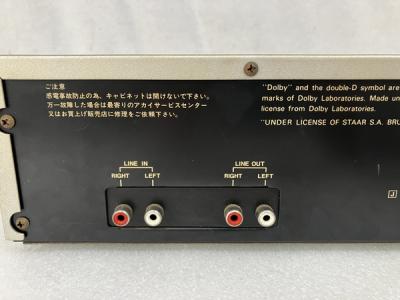 ご注意
感電事故防止の為、キャビネットは開けないで下さい。
万一故障した場合は最寄りのアカイサービスセンター
又はお買上げ販売店に修理をご依頼下さい。
"Dolby" and the double-D symbol are
marks of Dolby Laboratories. Made un
license from Dolby Laboratories.
"UNDER LICENSE OF STAAR S.A. BRU
LINE IN
RIGHT LEFT
LINE OUT
RIGHT LEFT